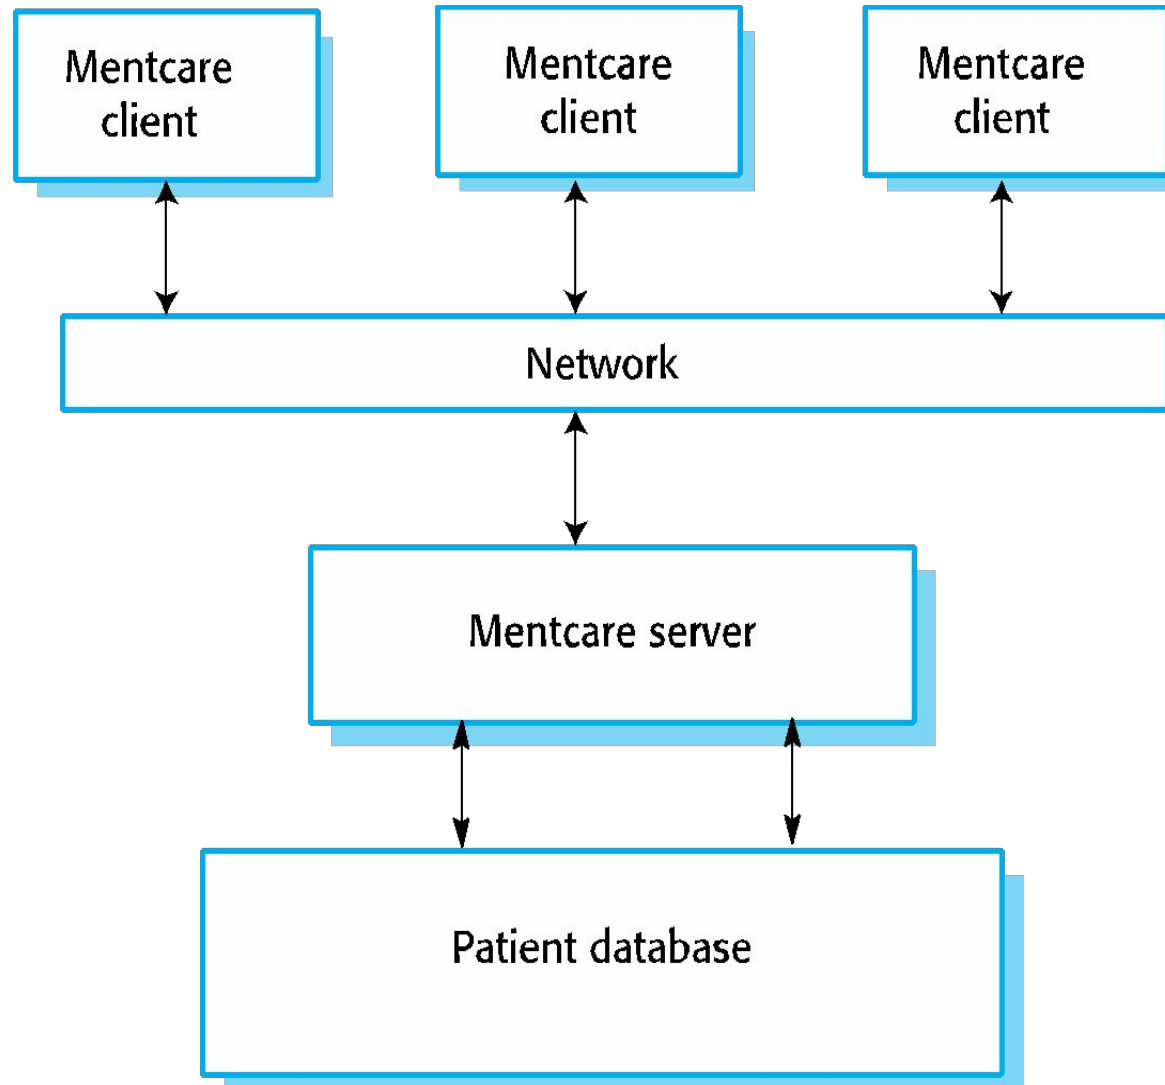 Mentcare
client
Mentcare
client
Mentcare
client
Network
Mentcare server
Patient database